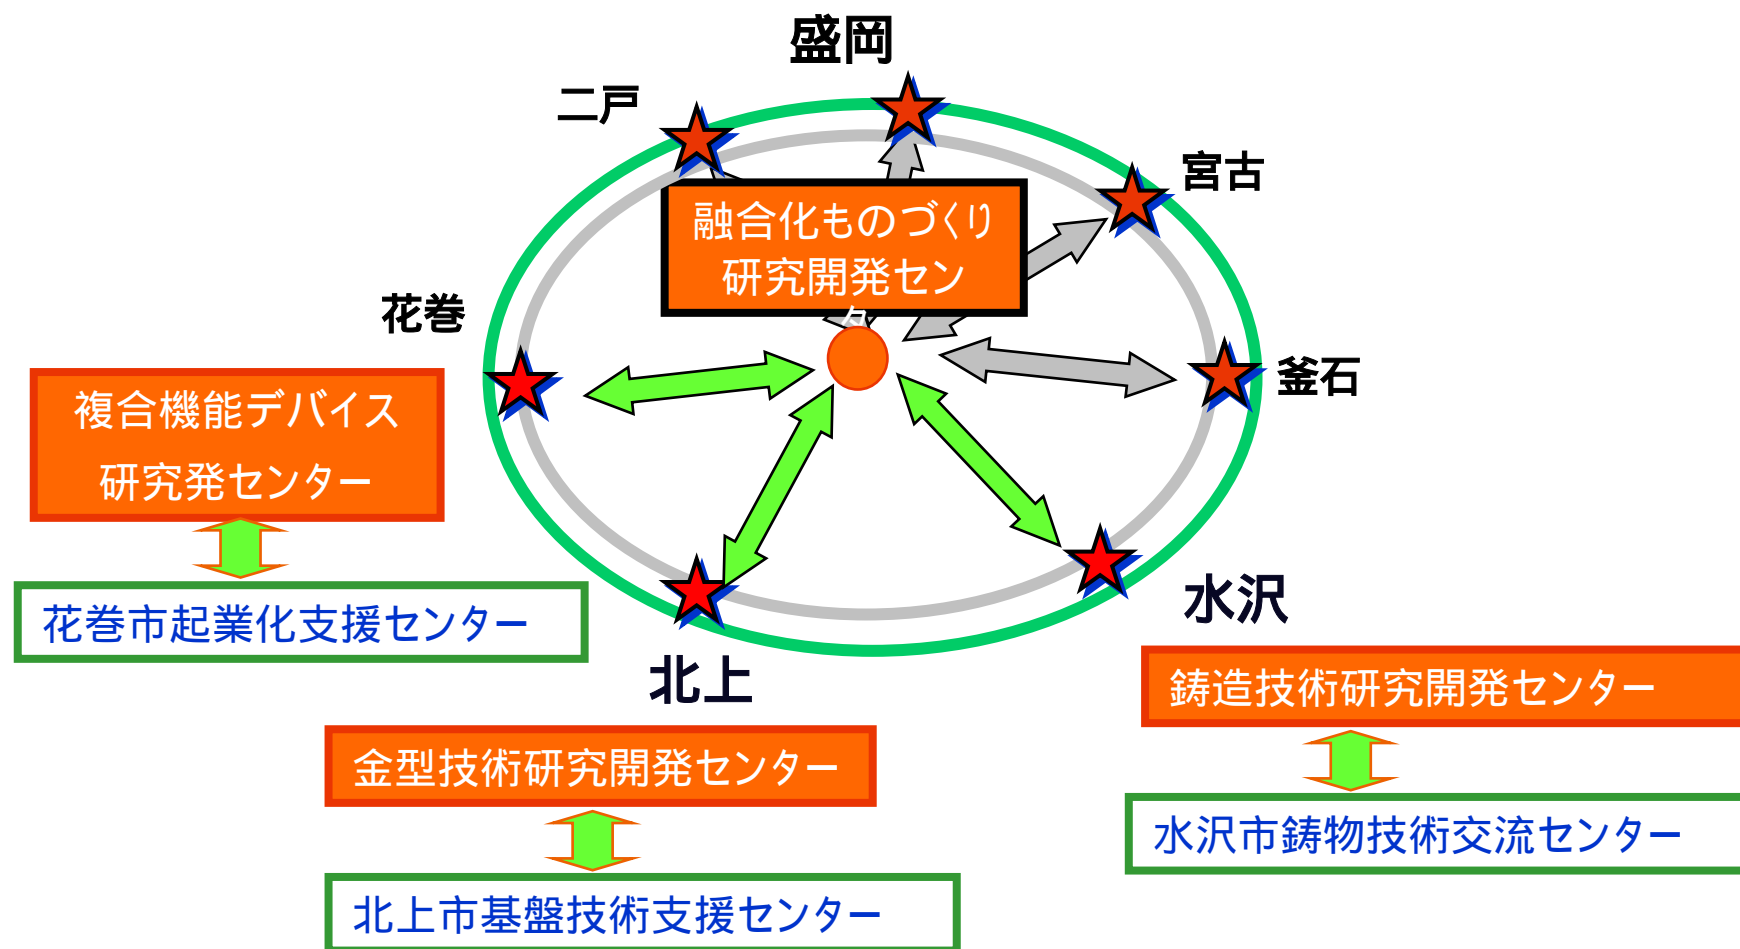 盛岡
二戸
宮古
融合化ものづくり
研究開発セン
タ
花巻
釜石
複合機能デバイス
研究発センター
花巻市起業化支援センター
水沢
北上
鋳造技術研究開発センター
金型技術研究開発センター
水沢市鋳物技術交流センター
北上市基盤技術支援センター